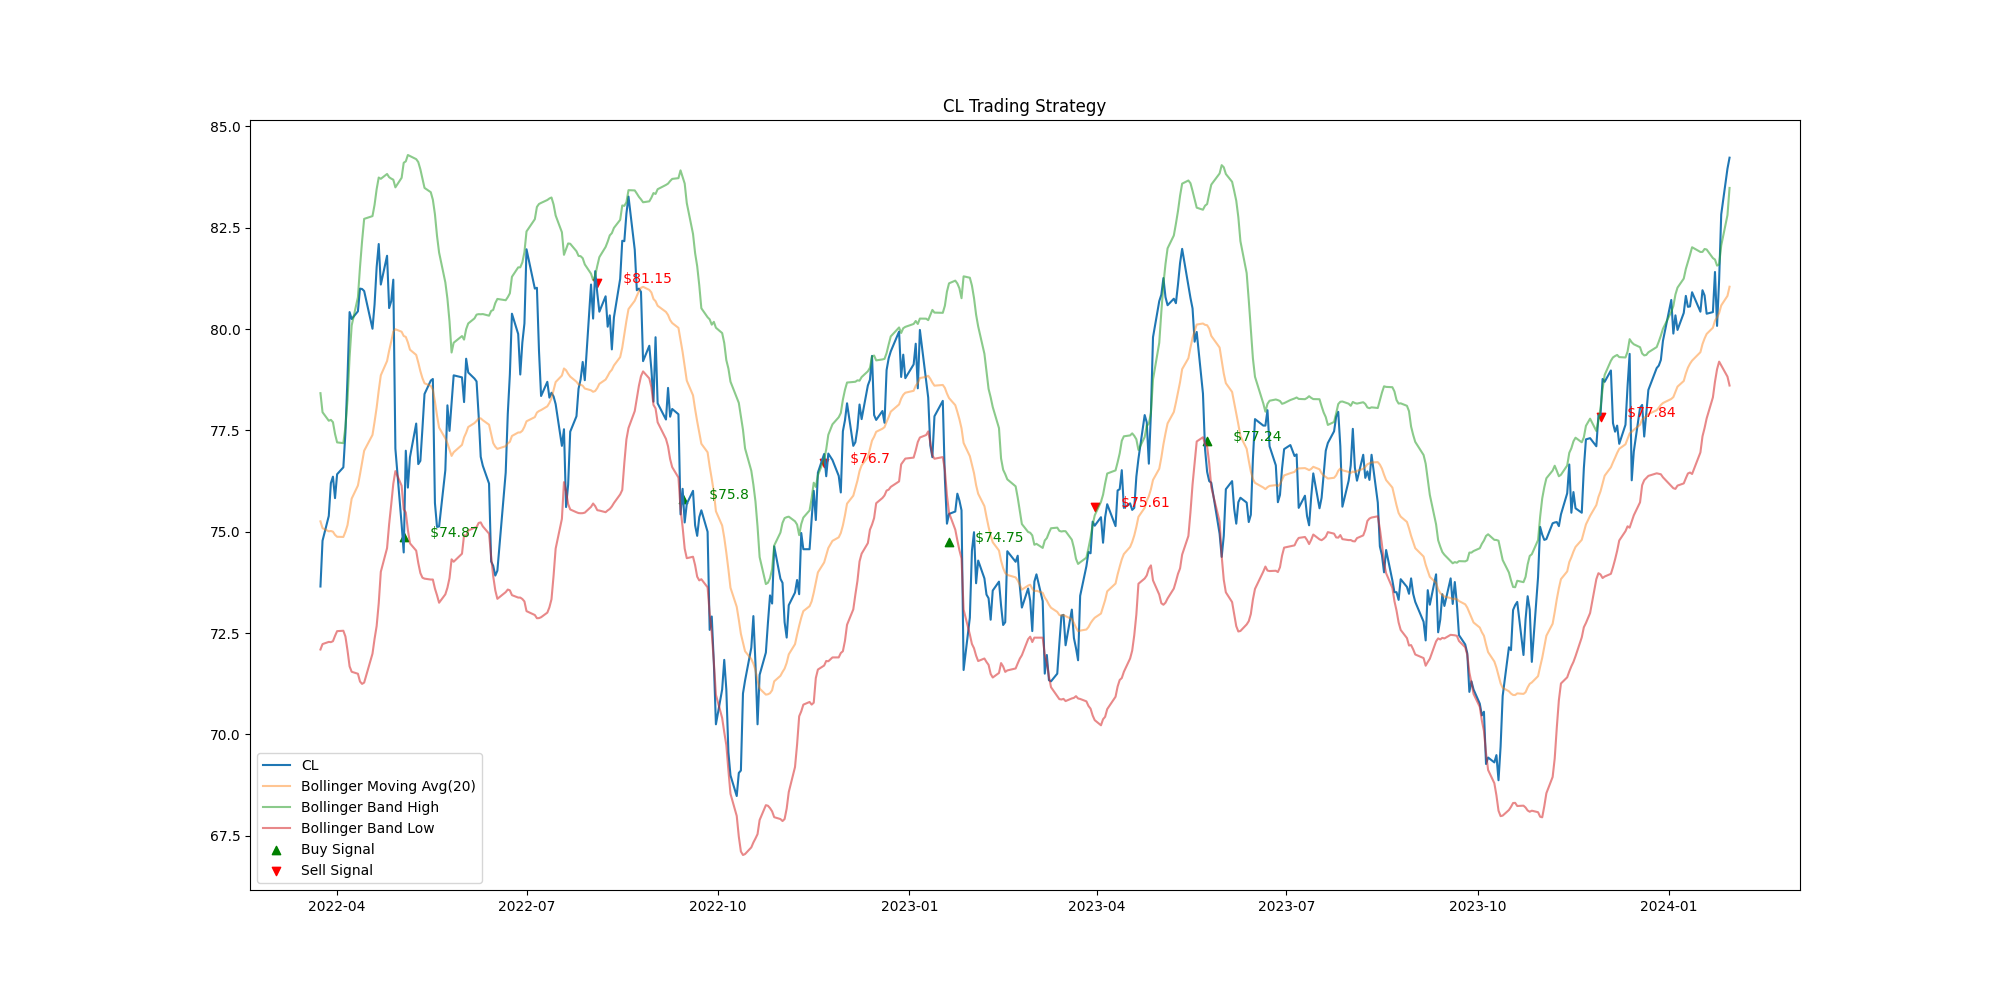 CL Trading Strategy
85.0
82.5
80.0
77.5
75.0
72.5
70.0
67.5
$81.15
$77.84
$77.24
$76.7
$75.8
$75.61
$74.87
$74.75
CL
Bollinger Moving Avg(20)
Bollinger Band High
Bollinger Band Low
Buy Signal
Sell Signal
2022-04 2022-07 2022-10 2023-01 2023-04 2023-07 2023-10 2024-01